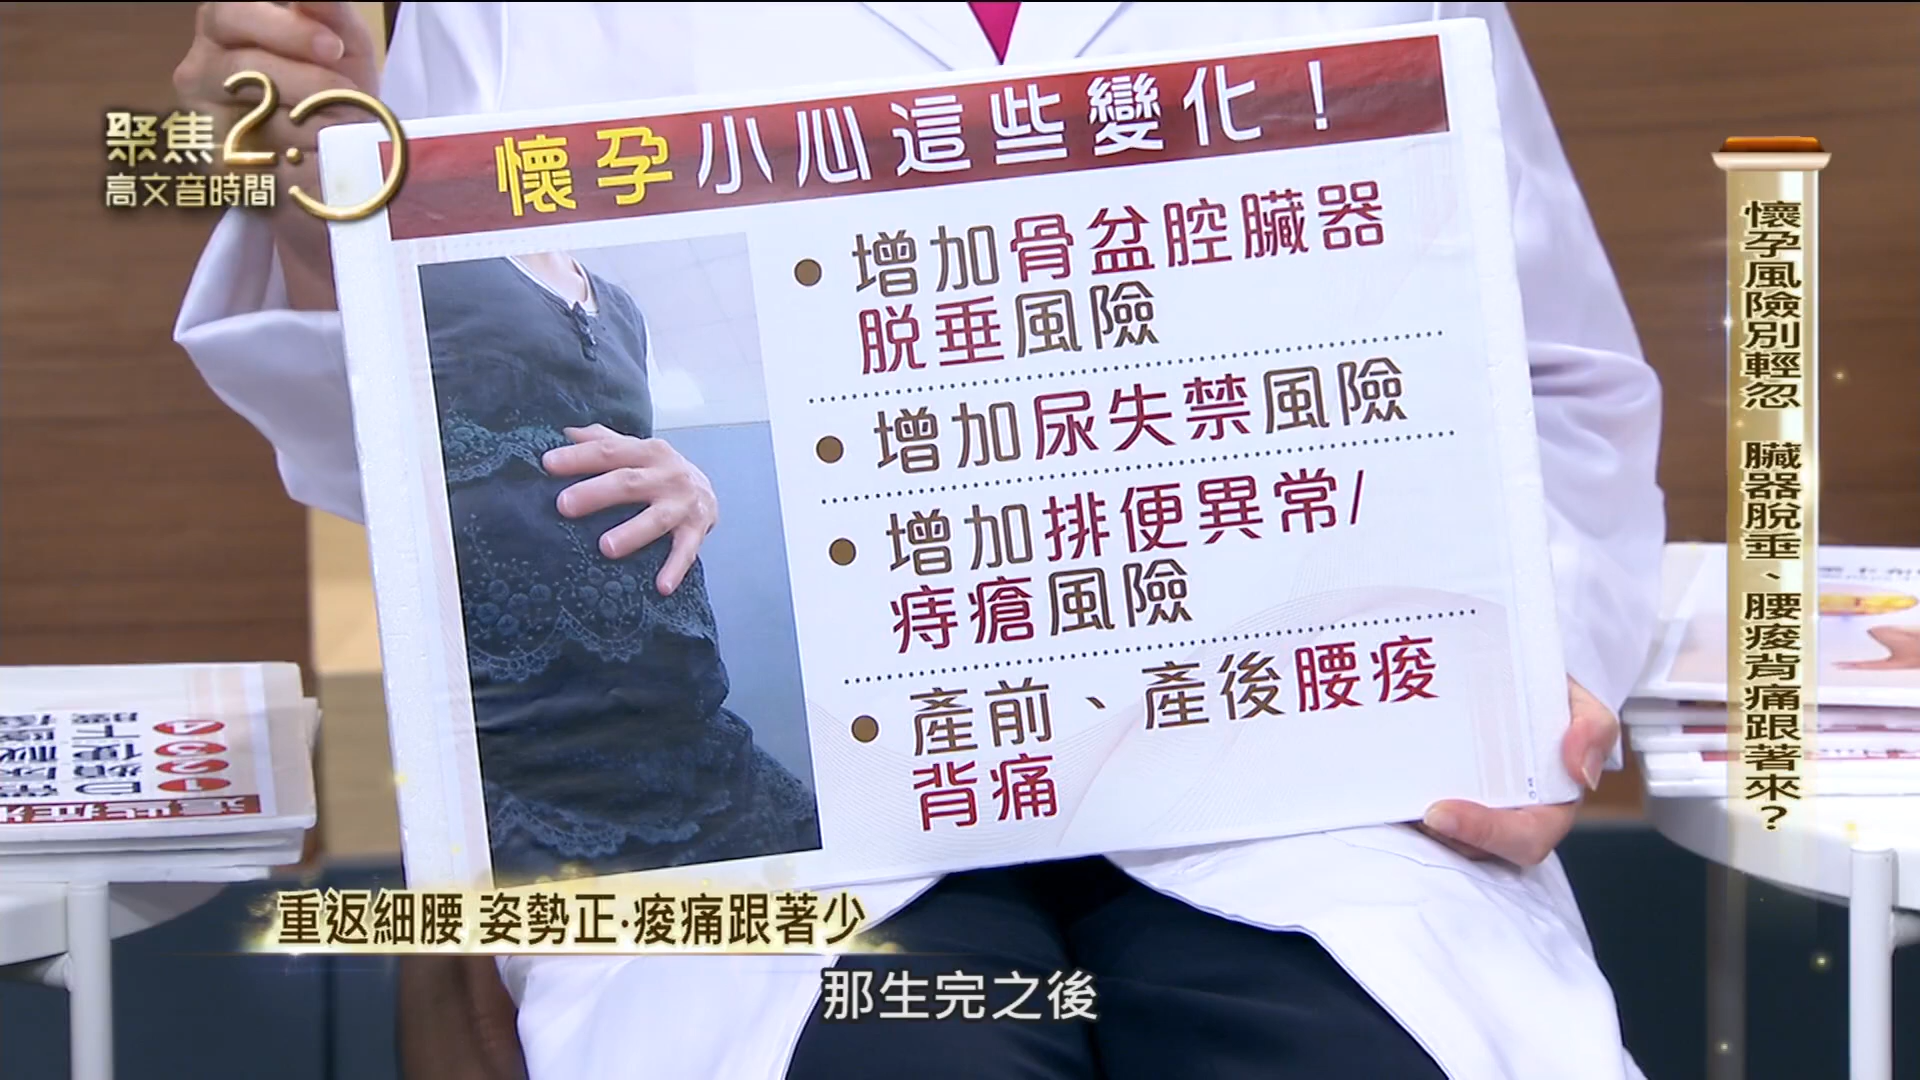 聚焦2.0
高文音時間
懷孕小心這些變化！
• 增加骨盆腔臟器
脫垂風險
• 增加尿失禁風險
• 增加排便異常/
痔瘡風險
• 產前、產後腰痠
背痛
懷孕風險別輕忽 臟器脫垂、腰痠背痛跟著來?
重返細腰 姿勢正·痠痛跟著少
那生完之後